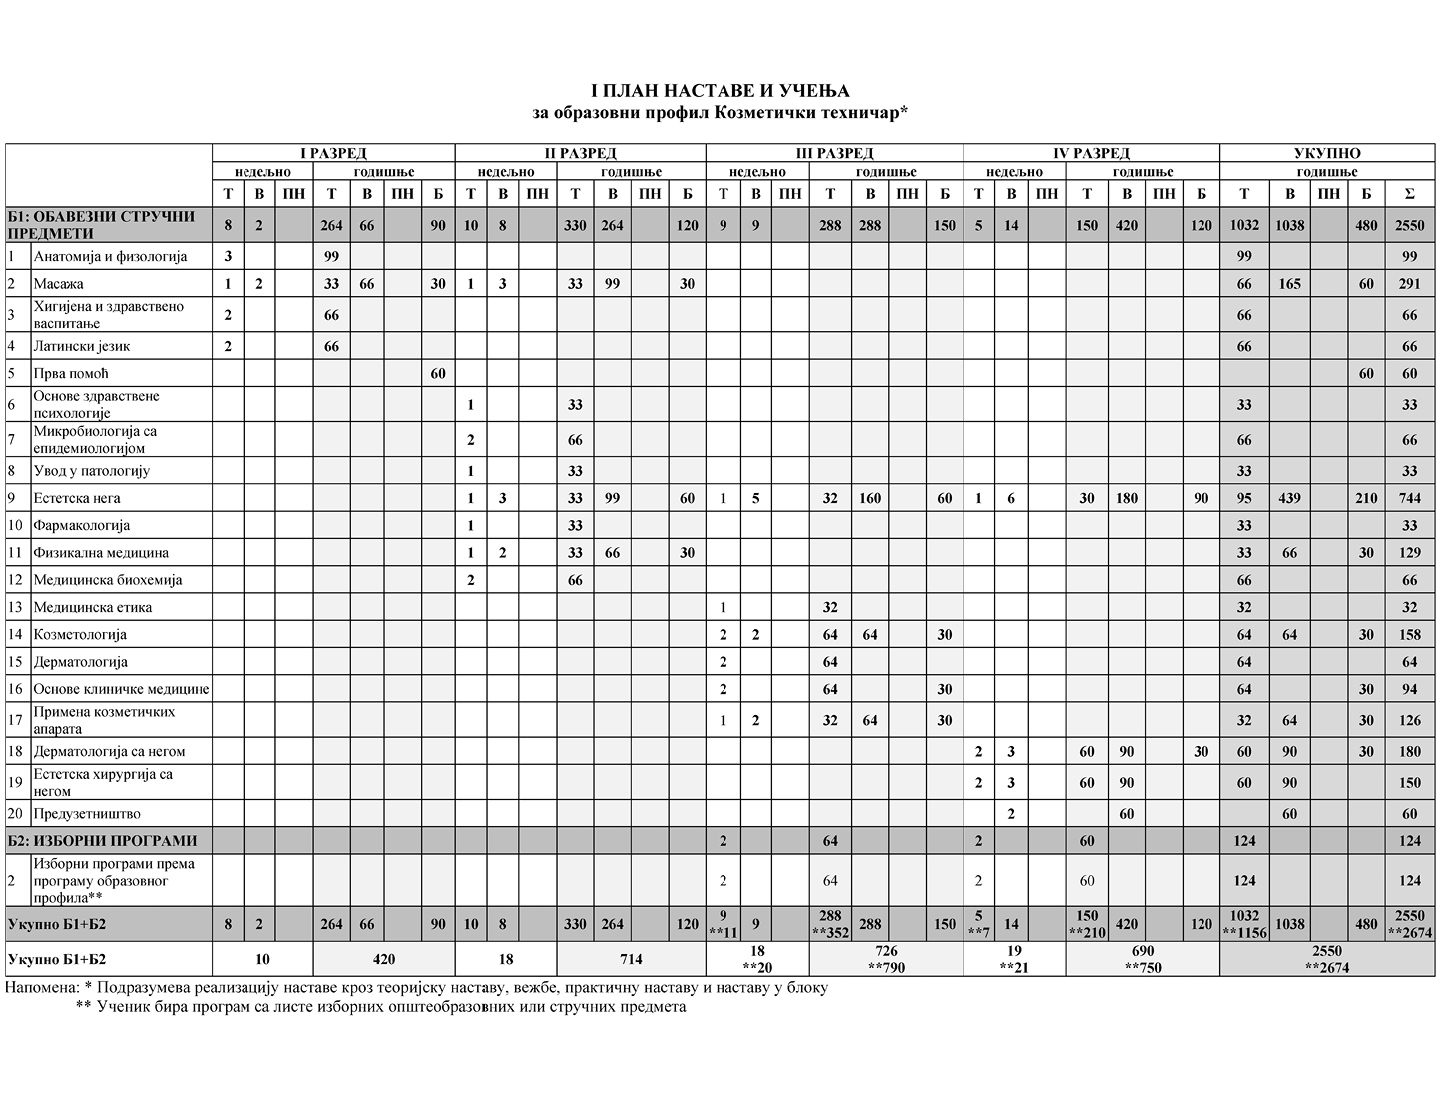 I ПЛАН НАСТАВЕ И УЧЕЊА
за образовни профил Козметички техничар*
I РАЗРЕД II РАЗРЕД III РАЗРЕД IV РАЗРЕД УКУПНО
недељно годишње недељно годишње недељно годишње недељно годишње годишње
Т В ПН Т В ПН Б Т В ПН Т В ПН Б Т В ПН Т В ПН Б Т В ПН Т В ПН Б Т В ПН Б Σ
Б1: ОБАВЕЗНИ СТРУЧНИ
ПРЕДМЕТИ 8 2 264 66 90 10 8 330 264 120 9 9 288 288 150 5 14 150 420 120 1032 1038 480 2550
1 Анатомија и физологија 3 99 99 99
2 Масажа 1 2 33 66 30 1 3 33 99 30 66 165 60 291
3 Хигијена и здравствено
васпитање 2 66 66 66
4 Латински језик 2 66 66 66
5 Прва помоћ 60 60 60
6 Основе здравствене
психологије 1 33 33 33
7 Микробиологија са
епидемиологијом 2 66 66 66
8 Увод у патологију 1 33 33 33
9 Естетска нега 1 3 33 99 60 1 5 32 160 60 1 6 30 180 90 95 439 210 744
10 Фармакологија 1 33 33 33
11 Физикална медицина 1 2 33 66 30 33 66 30 129
12 Медицинска биохемија 2 66 66 66
13 Медицинска етика 1 32 32 32
14 Козметологија 2 2 64 64 30 64 64 30 158
15 Дерматологија 2 64 64 64
16 Основе клиничке медицине 2 64 30 64 30 94
17 Примена козметичких
апарата 1 2 32 64 30 32 64 30 126
18 Дерматологија са негом 2 3 60 90 30 60 90 30 180
19 Естетска хирургија са
негом 2 3 60 90 60 90 150
20 Предузетништво 2 60 60 60
Б2: ИЗБОРНИ ПРОГРАМИ 2 64 2 60 124 124
2 Изборни програми према
програму образовног
профила** 2 64 2 60 124 124
Укупно Б1+Б2 8 2 264 66 90 10 8 330 264 120 9 9 288 288 150 5 14 150 420 120 1032 1038 480 2550
**11 **352 **7 **210 **1156 **2674
Укупно Б1+Б2 10 420 18 714 18 726 19 690 2550
**20 **790 **21 **750 **2674
Напомена: * Подразумева реализацију наставе кроз теоријску наставу, вежбе, практичну наставу и наставу у блоку
** Ученик бира програм са листе изборних општеобразовних или стручних предмета